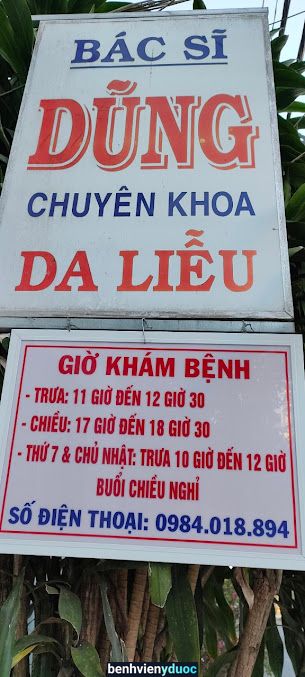 BÁC SĨ
DŨNG
CHUYÊN KHOA
DA LIỄU
GIỜ KHÁM BỆNH
- TRƯA: 11 GIỜ ĐẾN 12 GIỜ 30
- CHIỀU: 17 GIỜ ĐẾN 18 GIỜ 30
- THỨ 7 & CHỦ NHẬT: TRƯA 10 GIỜ ĐẾN 12 GIỜ
BUỔI CHIỀU NGHỈ
SỐ ĐIỆN THOẠI: 0984.018.894
benhvienyduoc